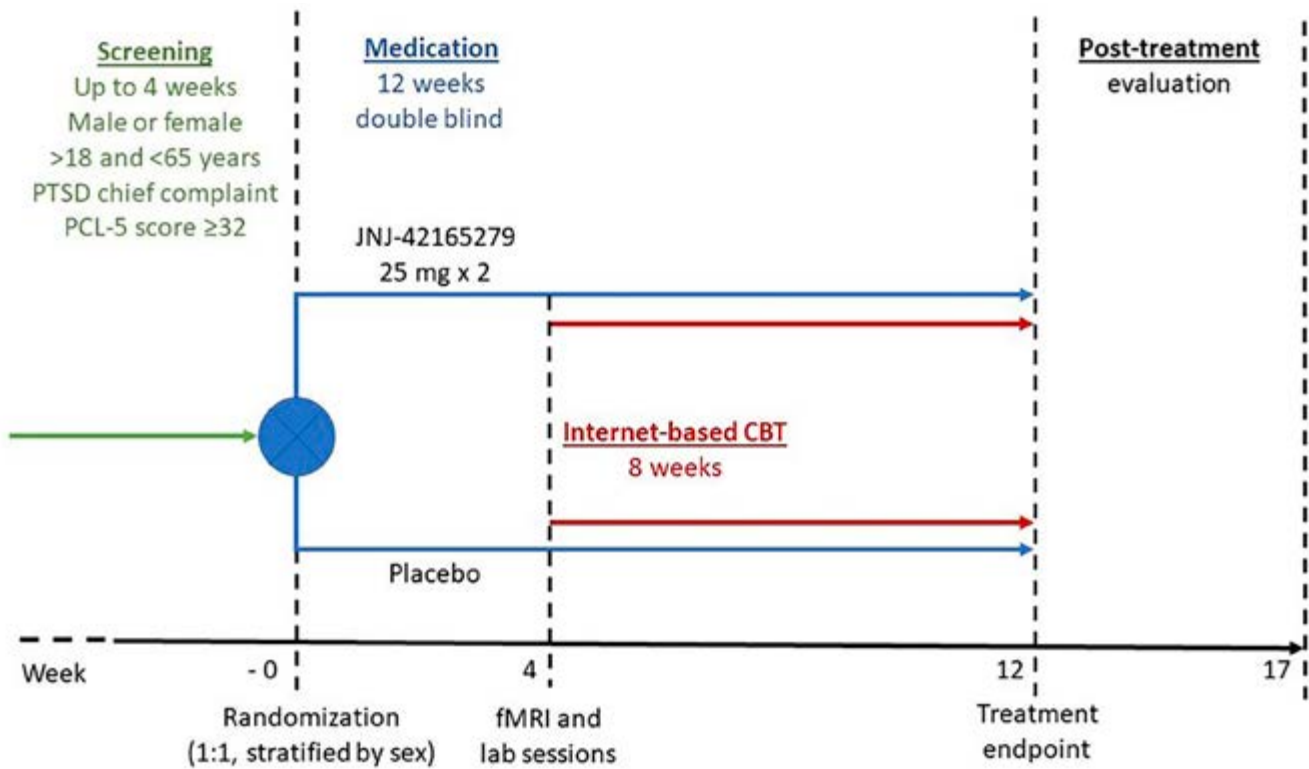 Screening
Up to 4 weeks
Male or female
>18 and <65 years
PTSD chief complaint
PCL-5 score ≥32
Medication
12 weeks
double blind
Post-treatment
evaluation
JNJ-42165279
25 mg x 2
Internet-based CBT
8 weeks
Placebo
Week
- 0
4
12
17
Randomization
(1:1, stratified by sex)
fMRI and
lab sessions
Treatment
endpoint